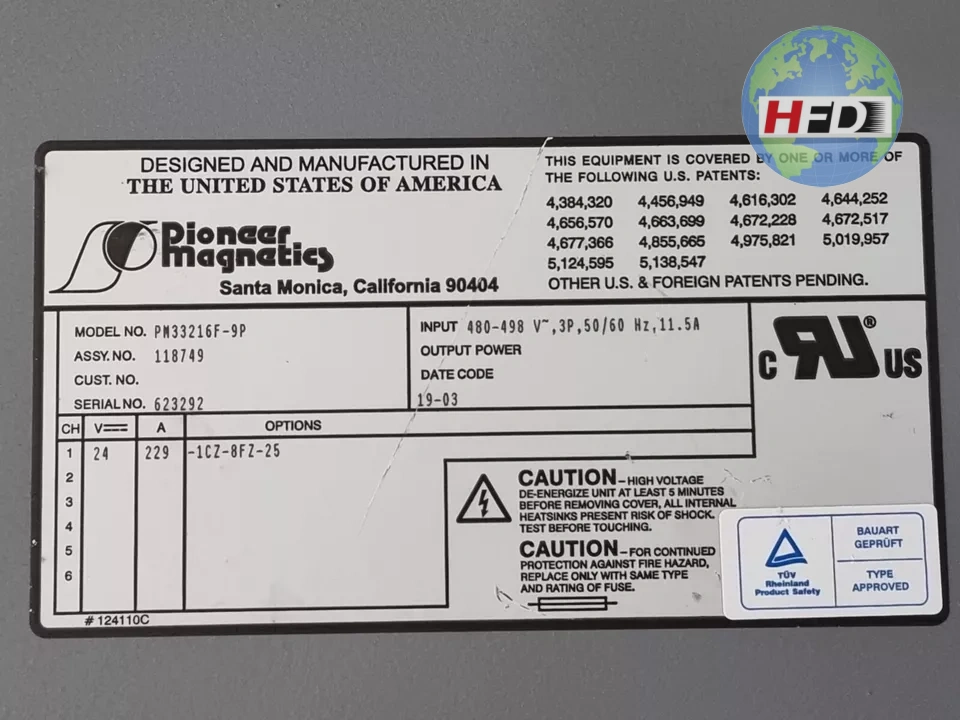 HFD
DESIGNED AND MANUFACTURED IN
THE UNITED STATES OF AMERICA
Pioneer
Magnetics
Santa Monica, California 90404
THIS EQUIPMENT IS COVERED BY ONE OR MORE OF
THE FOLLOWING U.S. PATENTS:
4,384,320 4,456,949 4,616,302 4,644,252
4,656,570 4,663,699 4,672,228 4,672,517
4,677,366 4,855,665 4,975,821 5,019,957
5,124,595 5,138,547
OTHER U.S. & FOREIGN PATENTS PENDING.
MODEL NO. PM33216F-9P
ASSY. NO. 118749
CUST. NO.
SERIAL NO. 623292
INPUT 480-498 V~,3P,50/60 Hz,11.5A
OUTPUT POWER
DATE CODE
19-03
C RU ® US
CH V A OPTIONS
1 24 229 -1CZ-8FZ-25
2
3
4
5
6
CAUTION – HIGH VOLTAGE
DE-ENERGIZE UNIT AT LEAST 5 MINUTES
BEFORE REMOVING COVER, ALL INTERNAL
HEATSINKS PRESENT RISK OF SHOCK.
TEST BEFORE TOUCHING.
CAUTION – FOR CONTINUED
PROTECTION AGAINST FIRE HAZARD,
REPLACE ONLY WITH SAME TYPE
AND RATING OF FUSE.
TÜV
Rheinland
Product Safety
BAUART
GEPRÜFT
TYPE
APPROVED
# 124110C